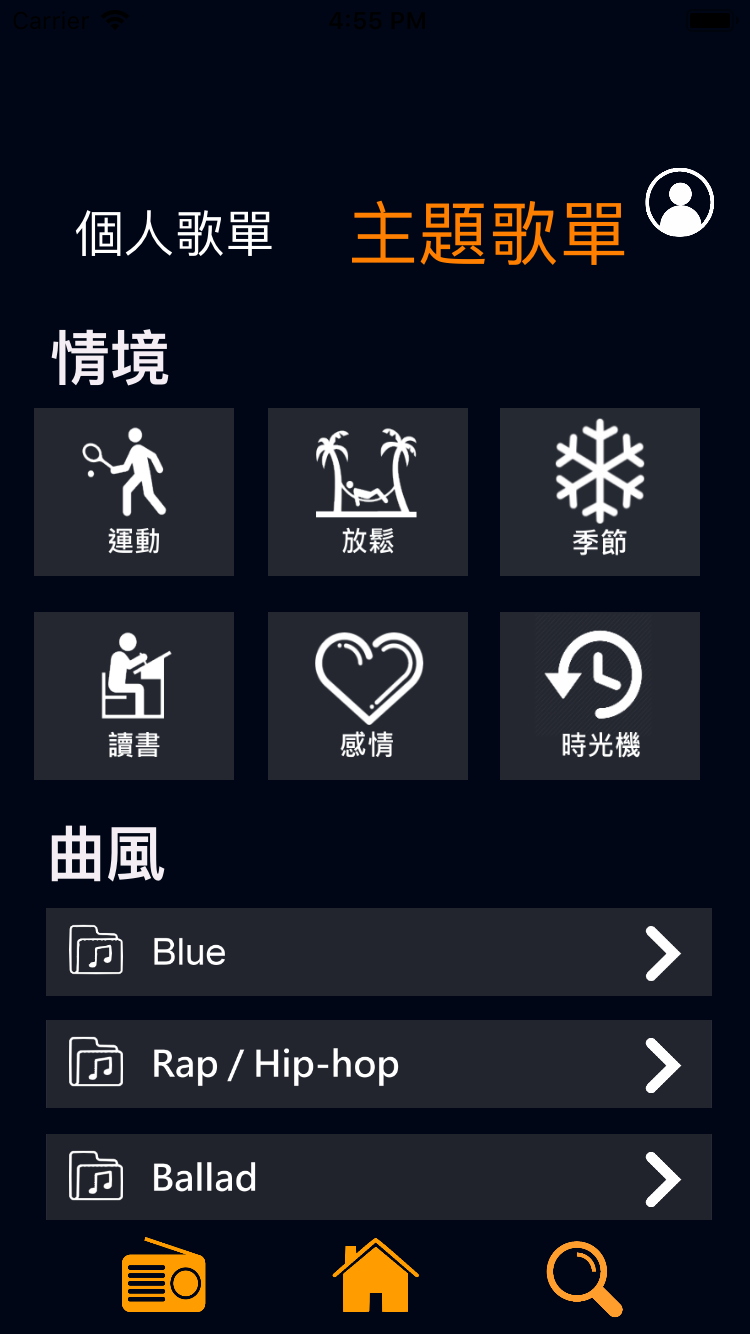 Carrier 4:55 PM
個人歌單 主題歌單
情境
運動 放鬆 季節
讀書 感情 時光機
曲風
Blue
Rap / Hip-hop
Ballad